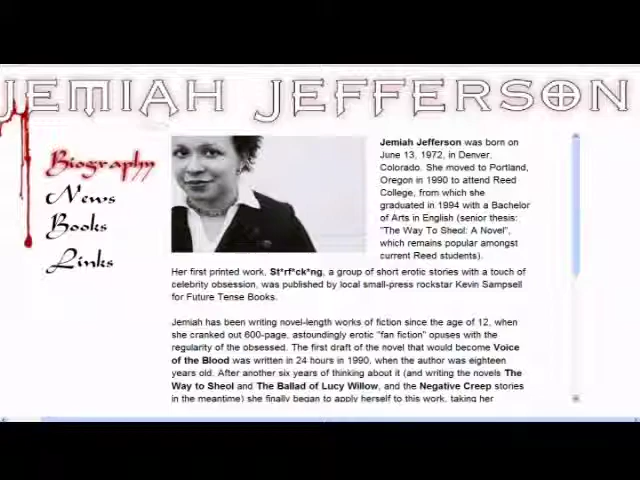 JEMIAH JEFFERSON
Biography
News
Books
Links
Jemiah Jefferson was born on
June 13, 1972, in Denver,
Colorado. She moved to Portland,
Oregon in 1990 to attend Reed
College, from which she
graduated in 1994 with a Bachelor
of Arts in English (senior thesis:
"The Way To Sheol: A Novel",
which remains popular amongst
current Reed students).
Her first printed work, St*rf*ck*ng, a group of short erotic stories with a touch of
celebrity obsession, was published by local small-press rockstar Kevin Sampsell
for Future Tense Books.
Jemiah has been writing novel-length works of fiction since the age of 12, when
she cranked out 600-page, astoundingly erotic "fan fiction" opuses with the
regularity of the obsessed. The first draft of the novel that would become Voice
of the Blood was written in 24 hours in 1990, when the author was eighteen
years old. After another six years of thinking about it (and writing the novels The
Way to Sheol and The Ballad of Lucy Willow, and the Negative Creep stories
in the meantime) she finally began to apply herself to this work, taking her